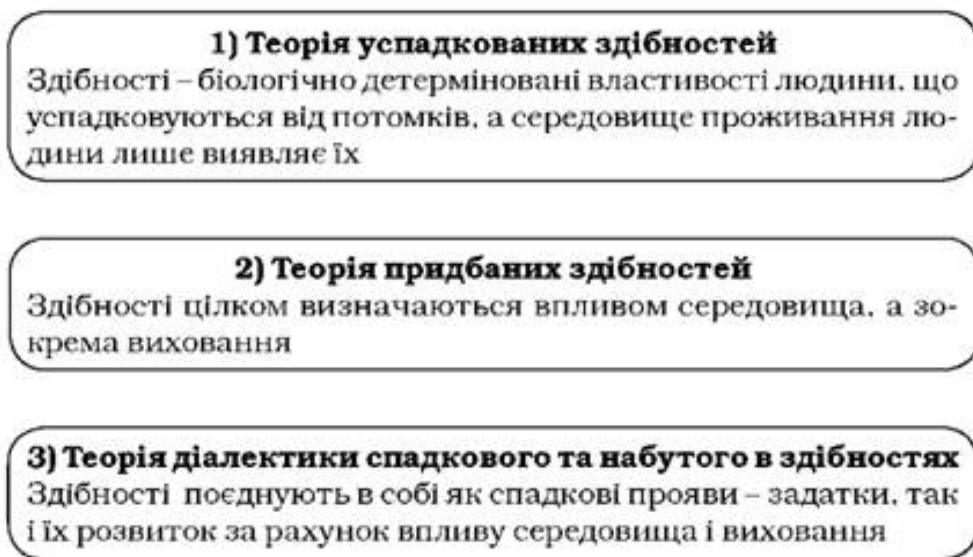 1) Теорія успадкованих здібностей
Здібності – біологічно детерміновані властивості людини, що
успадковуються від потомків, а середовище проживання лю-
дини лише виявляє їх
2) Теорія придбаних здібностей
Здібності цілком визначаються впливом середовища, а зо-
крема виховання
3) Теорія діалектики спадкового та набутого в здібностях
Здібності поєднують в собі як спадкові прояви – задатки, так
і їх розвиток за рахунок впливу середовища і виховання